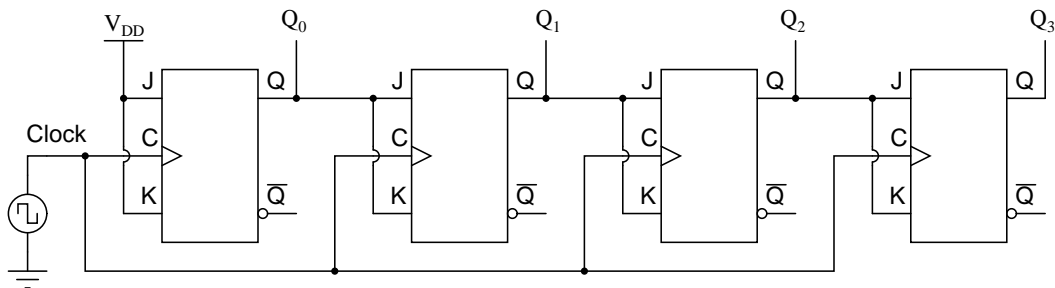 V_DD Q_0 Q_1 Q_2 Q_3
J Q J Q J Q J Q
Clock C C C C
K Q̅ K Q̅ K Q̅ K Q̅